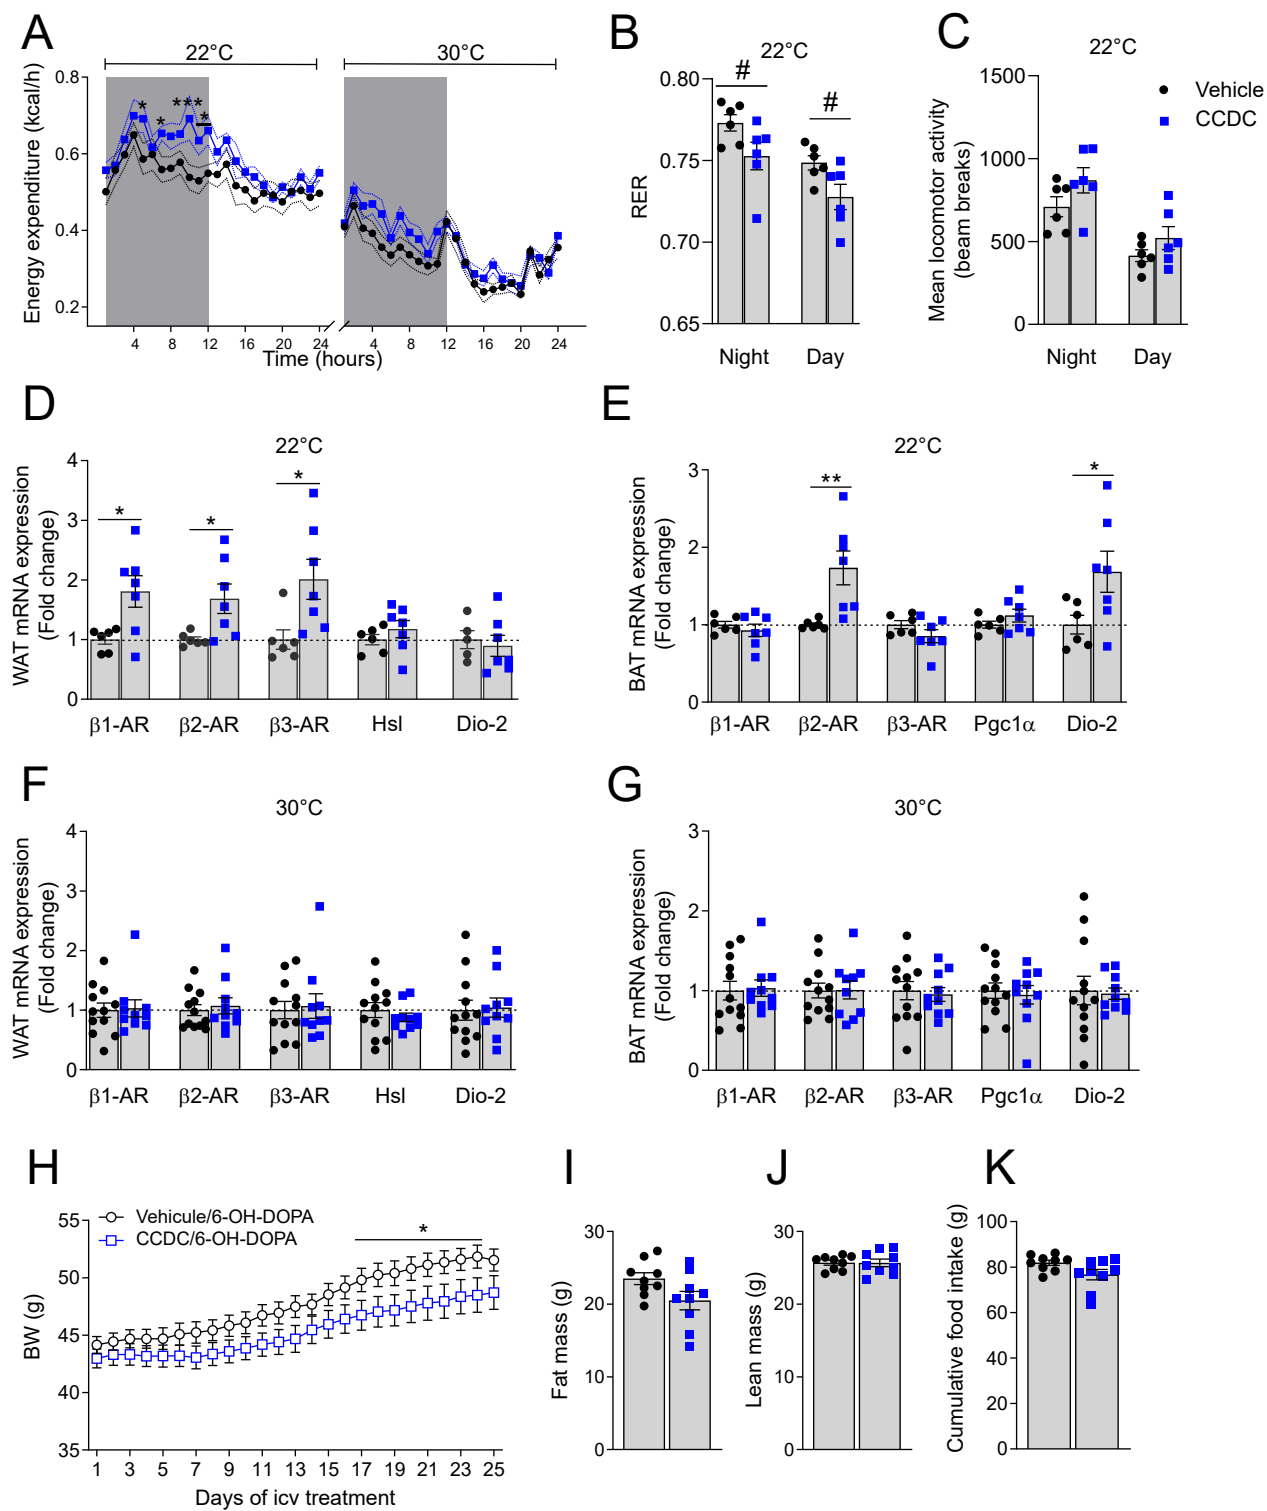 A
22°C
30°C
Energy expenditure (kcal/h)
0.8
0.6
0.4
0.2
*
*
***
*
4 8 12 16 20 24 4 8 12 16 20 24
Time (hours)
B
22°C
RER
0.80
0.75
0.70
0.65
#
#
Night Day
C
22°C
Mean locomotor activity
(beam breaks)
1500
1000
500
0
Vehicle
CCDC
Night Day
D
22°C
WAT mRNA expression
(Fold change)
4
3
2
1
0
* * *
β1-AR β2-AR β3-AR Hsl Dio-2
E
22°C
BAT mRNA expression
(Fold change)
3
2
1
0
** *
β1-AR β2-AR β3-AR Pgc1α Dio-2
F
30°C
WAT mRNA expression
(Fold change)
4
3
2
1
0
β1-AR β2-AR β3-AR Hsl Dio-2
G
30°C
BAT mRNA expression
(Fold change)
3
2
1
0
β1-AR β2-AR β3-AR Pgc1α Dio-2
H
BW (g)
55
50
45
40
35
Vehicule/6-OH-DOPA
CCDC/6-OH-DOPA
*
1 3 5 7 9 11 13 15 17 19 21 23 25
Days of icv treatment
I
Fat mass (g)
30
20
10
0
J
Lean mass (g)
30
20
10
0
K
Cumulative food intake (g)
100
80
60
40
20
0